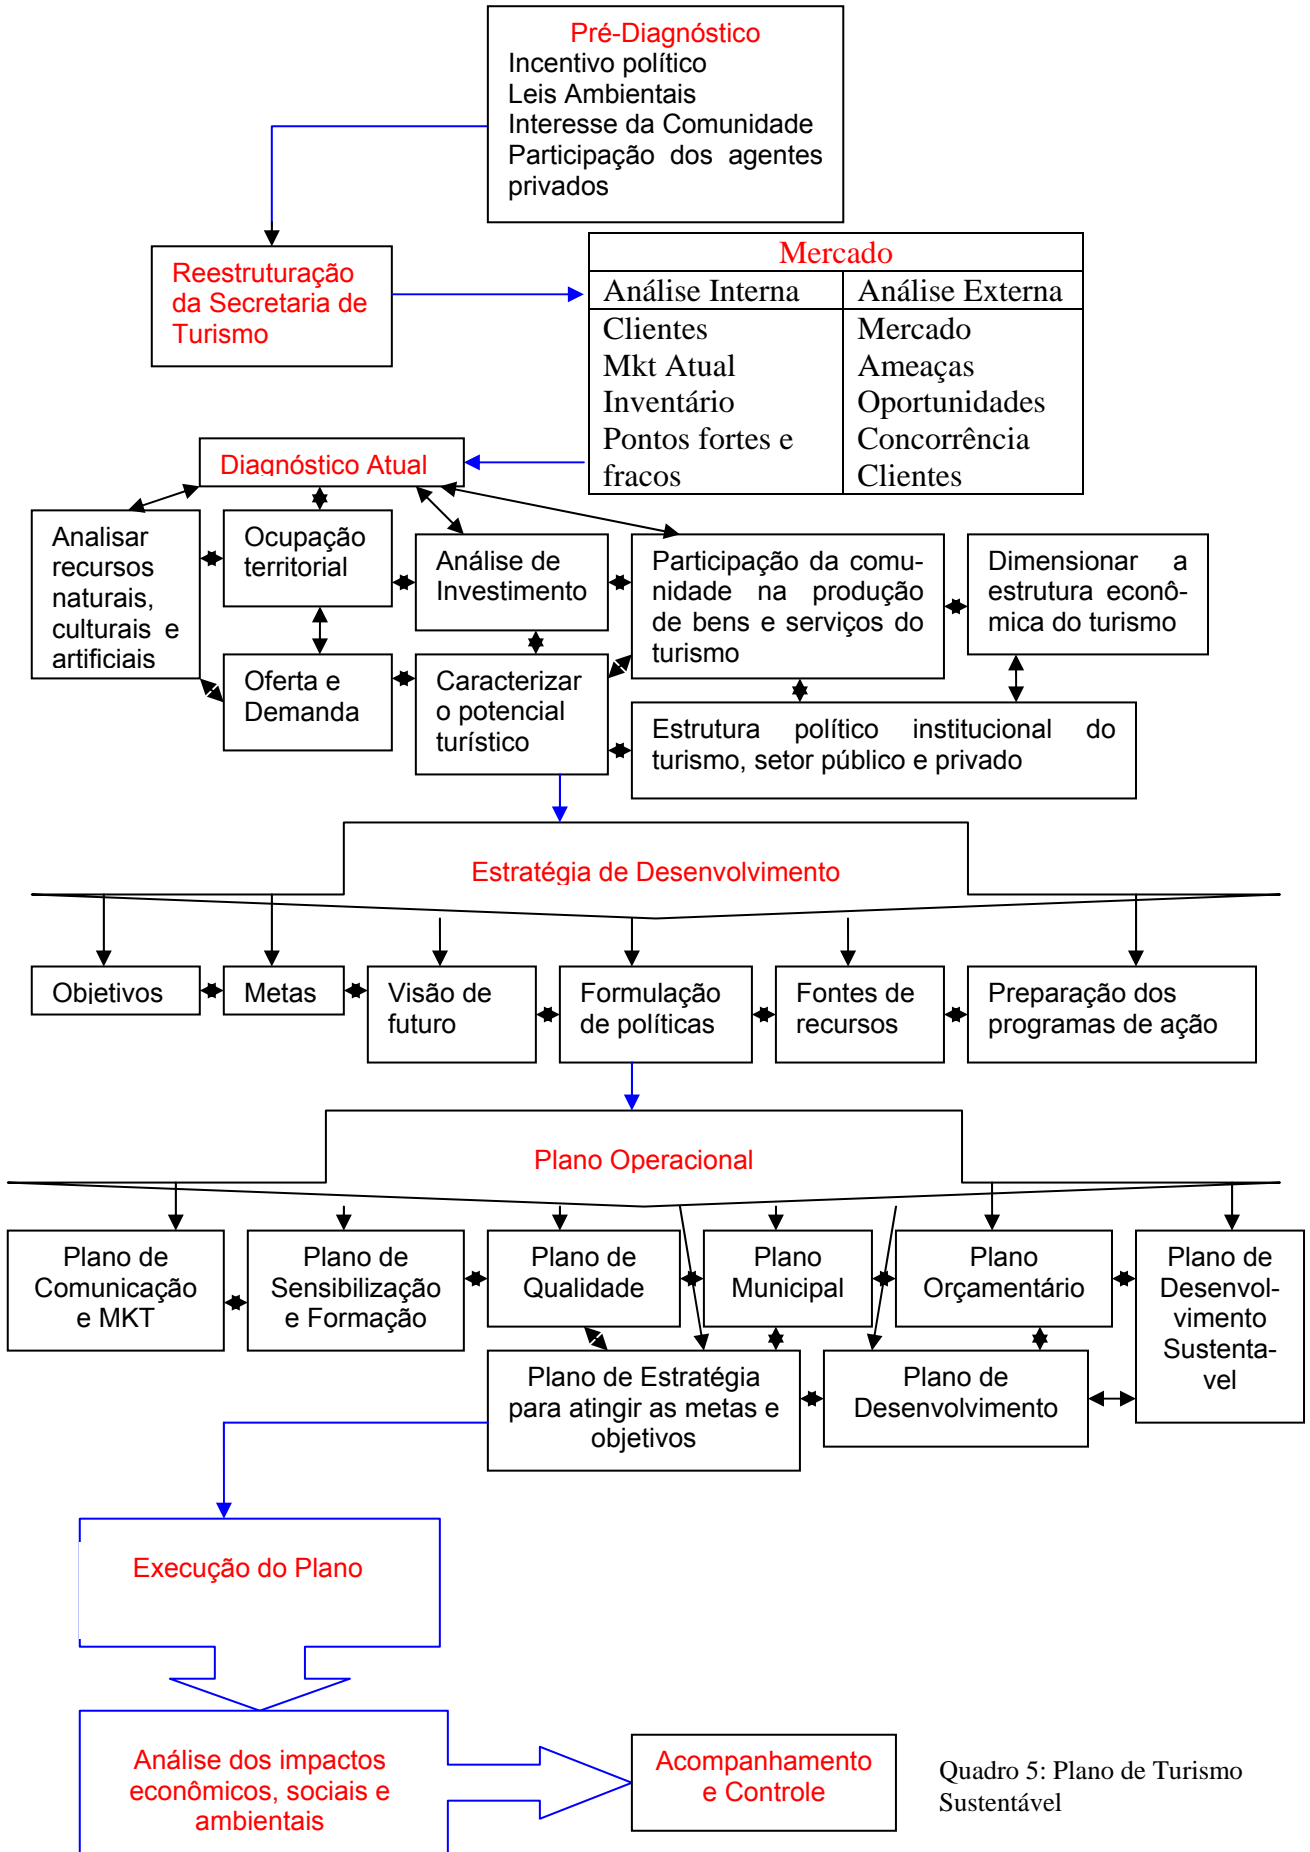 Pré-Diagnóstico
Incentivo político
Leis Ambientais
Interesse da Comunidade
Participação dos agentes
privados
Reestruturação
da Secretaria de
Turismo
Mercado
Análise Interna
Clientes
Mkt Atual
Inventário
Pontos fortes e
fracos
Análise Externa
Mercado
Ameaças
Oportunidades
Concorrência
Clientes
Diagnóstico Atual
Analisar
recursos
naturais,
culturais e
artificiais
Ocupação
territorial
Análise de
Investimento
Participação da comu-
nidade na produção
de bens e serviços do
turismo
Dimensionar a
estrutura econô-
mica do turismo
Oferta e
Demanda
Caracterizar
o potencial
turístico
Estrutura político institucional do
turismo, setor público e privado
Estratégia de Desenvolvimento
Objetivos
Metas
Visão de
futuro
Formulação
de políticas
Fontes de
recursos
Preparação dos
programas de ação
Plano Operacional
Plano de
Comunicação
e MKT
Plano de
Sensibilização
e Formação
Plano de
Qualidade
Plano
Municipal
Plano
Orçamentário
Plano de
Desenvol-
vimento
Sustenta-
vel
Plano de Estratégia
para atingir as metas e
objetivos
Plano de
Desenvolvimento
Execução do Plano
Análise dos impactos
econômicos, sociais e
ambientais
Acompanhamento
e Controle
Quadro 5: Plano de Turismo
Sustentável